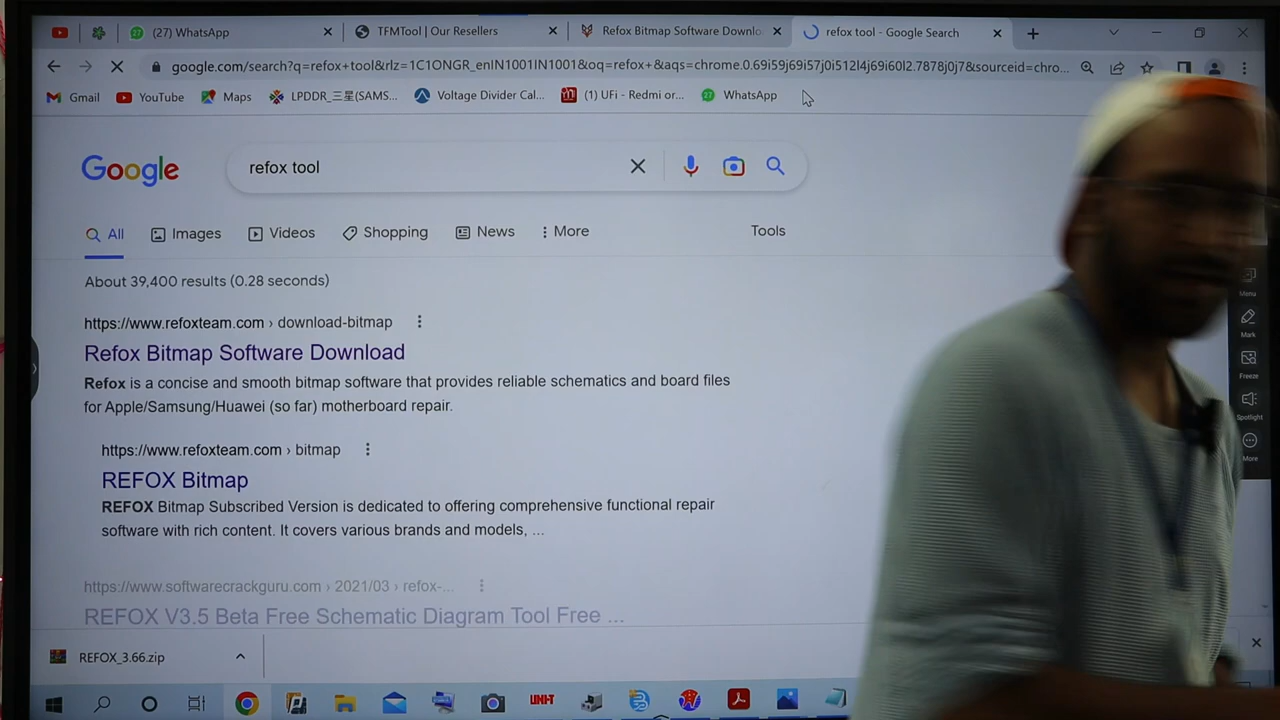 (27) WhatsApp
TFMTool | Our Resellers
Refox Bitmap Software Downlo
refox tool - Google Search
google.com/search?q=refox+tool&rlz=1C1ONGR_enIN1001IN1001&oq=refox+&aqs=chrome.0.69i59j69i57j0i512l4j69i60l2.7878j0j7&sourceid=chro...
Gmail
YouTube
Maps
LPDDR_三星(SAMS...
Voltage Divider Cal...
(1) UFi - Redmi or...
WhatsApp
Google
refox tool
All
Images
Videos
Shopping
News
More
Tools
About 39,400 results (0.28 seconds)
https://www.refoxteam.com › download-bitmap
Refox Bitmap Software Download
Refox is a concise and smooth bitmap software that provides reliable schematics and board files
for Apple/Samsung/Huawei (so far) motherboard repair.
https://www.refoxteam.com › bitmap
REFOX Bitmap
REFOX Bitmap Subscribed Version is dedicated to offering comprehensive functional repair
software with rich content. It covers various brands and models, ...
https://www.softwarecrackguru.com › 2021/03 › refox-...
REFOX V3.5 Beta Free Schematic Diagram Tool Free ...
REFOX_3.66.zip
UNI-T
Menu
Mark
Freeze
Spotlight
More